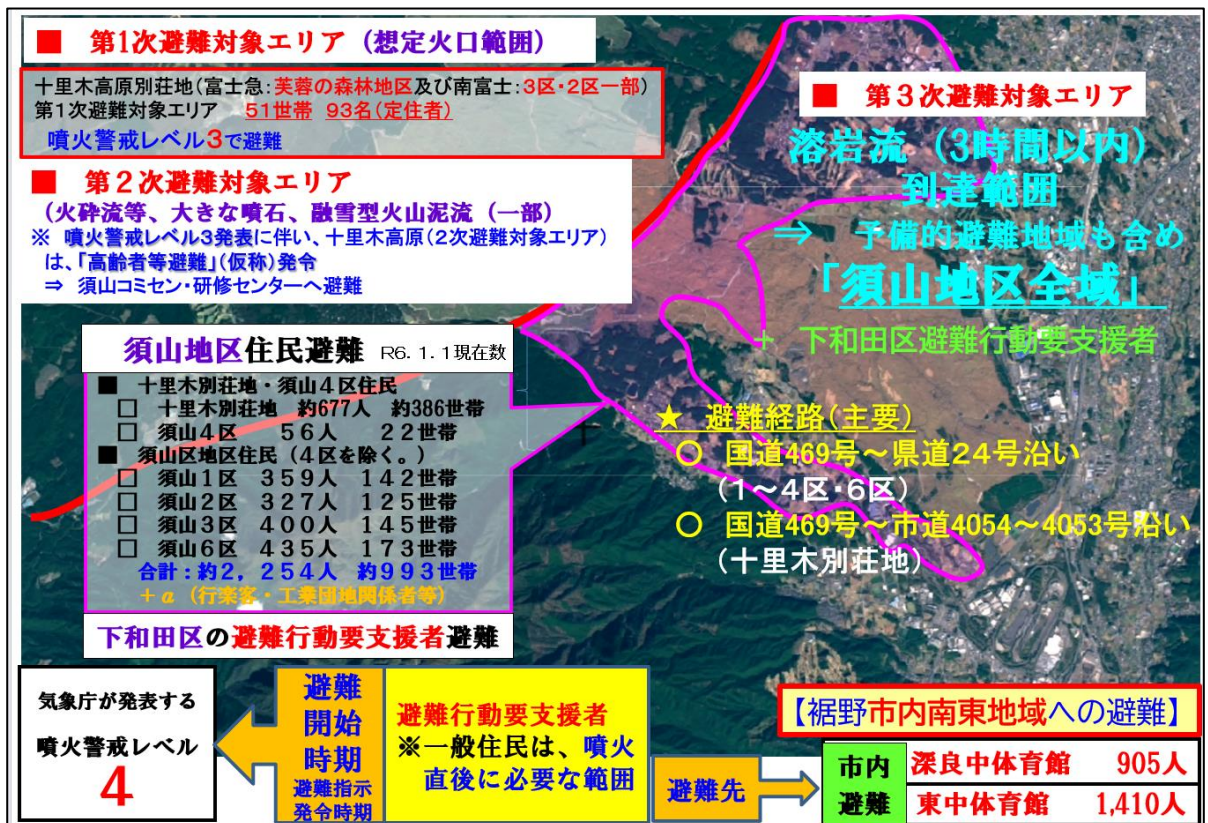 ■ 第1次避難対象エリア（想定火口範囲）
十里木高原別荘地(富士急:芙蓉の森林地区及び南富士:3区・2区一部)
第1次避難対象エリア 51世帯 93名(定住者)
噴火警戒レベル3で避難
■ 第2次避難対象エリア
（火砕流等、大きな噴石、融雪型火山泥流（一部）
※ 噴火警戒レベル3発表に伴い、十里木高原(2次避難対象エリア)
は、「高齢者等避難」(仮称)発令
⇒ 須山コミセン・研修センターへ避難
■ 第3次避難対象エリア
溶岩流（3時間以内）
到達範囲
⇒ 予備的避難地域も含め
「須山地区全域」
+ 下和田区避難行動要支援者
須山地区住民避難 R6.1.1現在数
■ 十里木別荘地・須山4区住民
□ 十里木別荘地 約677人 約386世帯
□ 須山4区 56人 22世帯
■ 須山区地区住民（4区を除く。）
□ 須山1区 359人 142世帯
□ 須山2区 327人 125世帯
□ 須山3区 400人 145世帯
□ 須山6区 435人 173世帯
合計：約2，254人 約993世帯
+α（行楽客・工業団地関係者等）
下和田区の避難行動要支援者避難
★ 避難経路(主要)
○ 国道469号～県道24号沿い
（1～4区・6区）
○ 国道469号～市道4054～4053号沿い
（十里木別荘地）
気象庁が発表する
噴火警戒レベル
4
避難
開始
時期
避難指示
発令時期
避難行動要支援者
※一般住民は、噴火
直後に必要な範囲
避難先
【裾野市内南東地域への避難】
市内
避難
深良中体育館 905人
東中体育館 1,410人